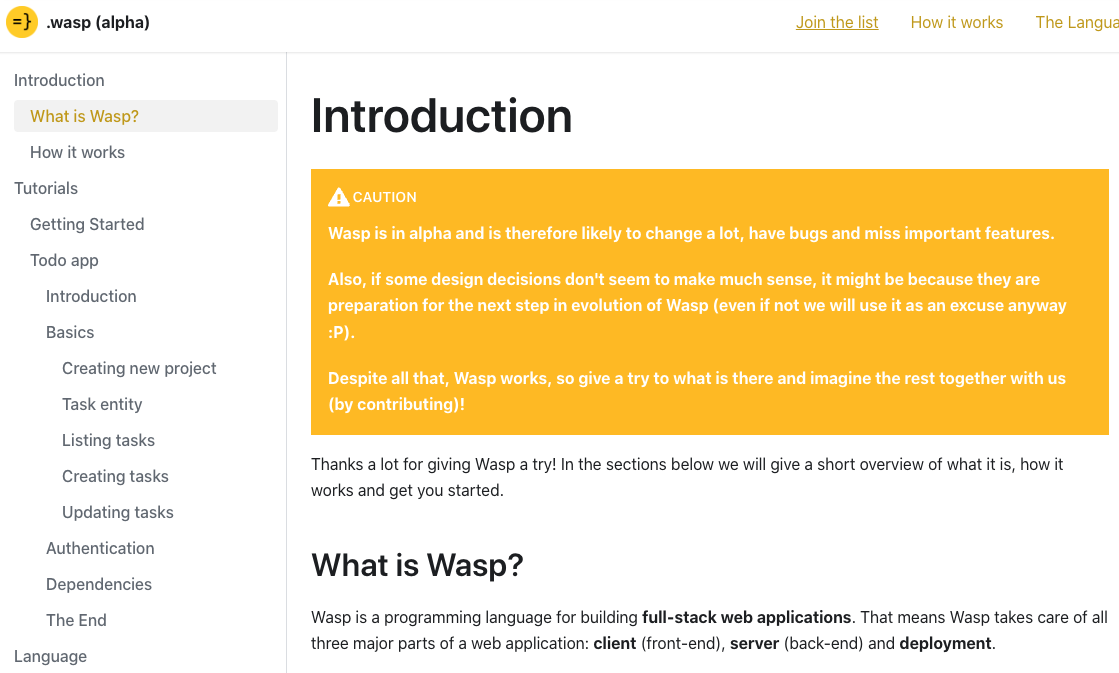 =} .wasp (alpha)
Join the list How it works The Langua
Introduction
What is Wasp?
How it works
Tutorials
Getting Started
Todo app
Introduction
Basics
Creating new project
Task entity
Listing tasks
Creating tasks
Updating tasks
Authentication
Dependencies
The End
Language
Introduction
CAUTION
Wasp is in alpha and is therefore likely to change a lot, have bugs and miss important features.
Also, if some design decisions don't seem to make much sense, it might be because they are
preparation for the next step in evolution of Wasp (even if not we will use it as an excuse anyway
:P).
Despite all that, Wasp works, so give a try to what is there and imagine the rest together with us
(by contributing)!
Thanks a lot for giving Wasp a try! In the sections below we will give a short overview of what it is, how it
works and get you started.
What is Wasp?
Wasp is a programming language for building full-stack web applications. That means Wasp takes care of all
three major parts of a web application: client (front-end), server (back-end) and deployment.